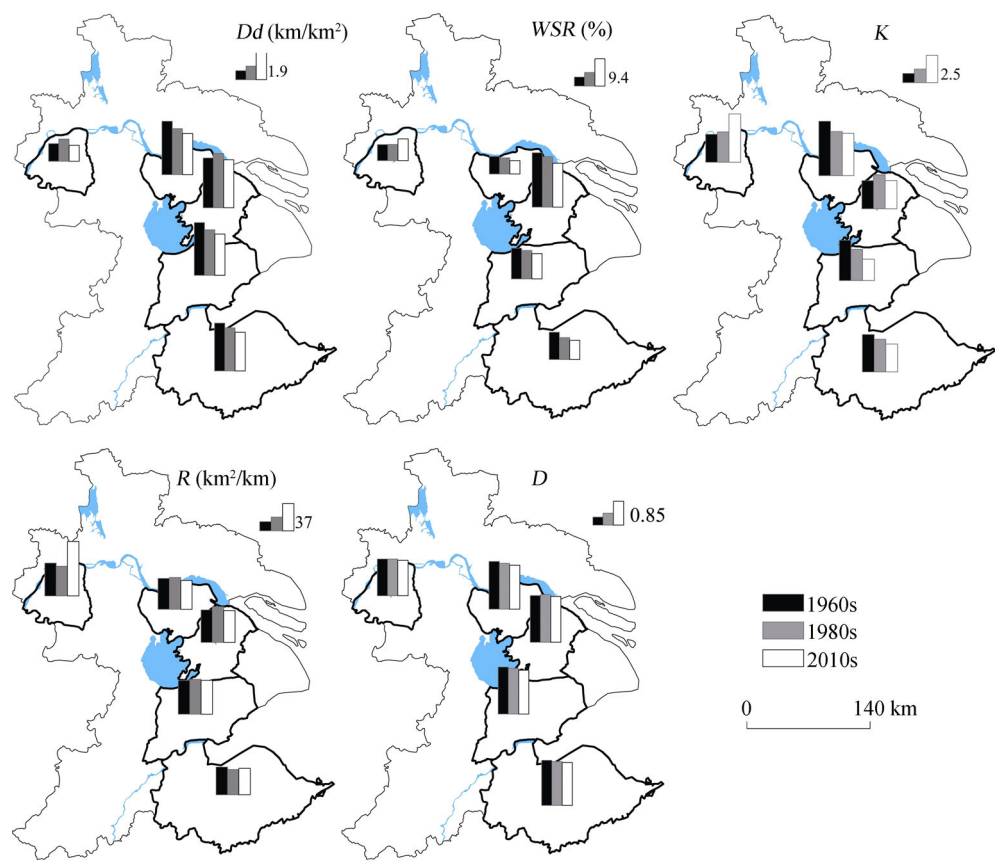 Dd (km/km²)
1.9
WSR (%)
9.4
K
2.5
R (km²/km)
37
D
0.85
1960s
1980s
2010s
0 140 km